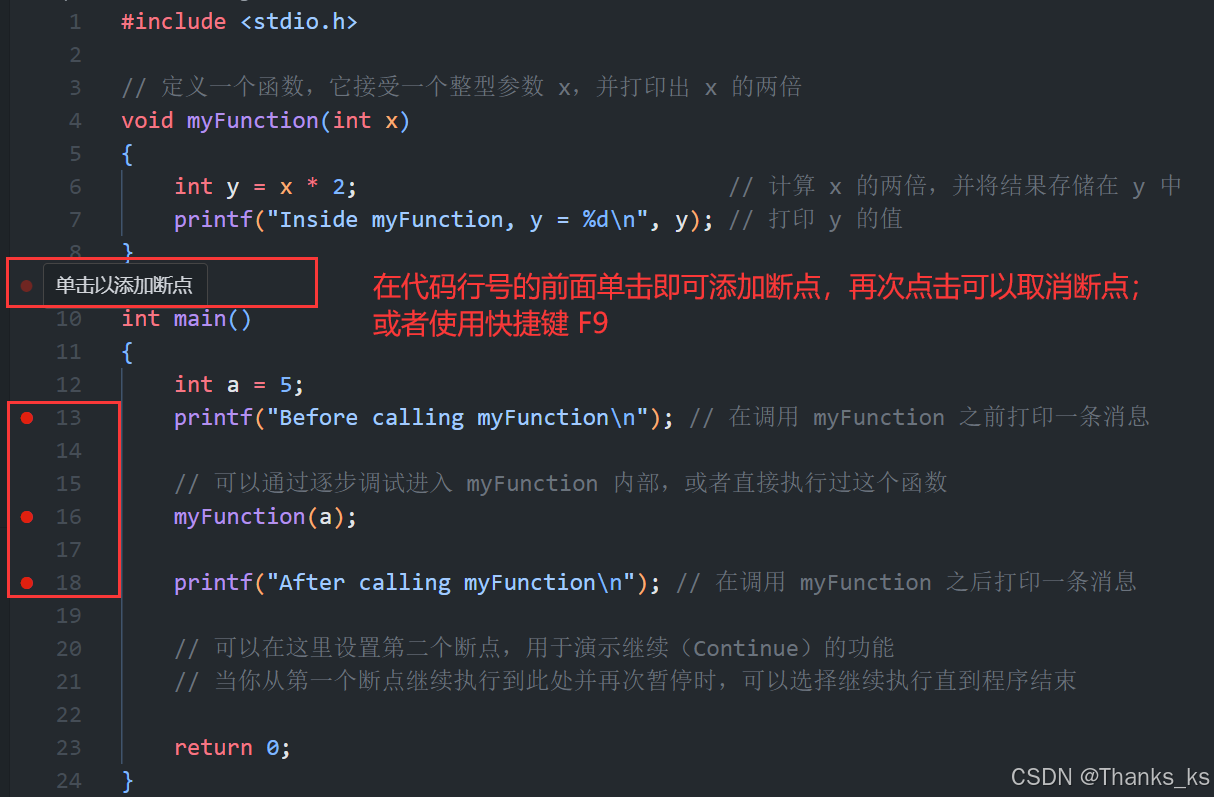 1 #include <stdio.h>
2
3 // 定义一个函数，它接受一个整型参数 x，并打印出 x 的两倍
4 void myFunction(int x)
5 {
6 int y = x * 2; // 计算 x 的两倍，并将结果存储在 y 中
7 printf("Inside myFunction, y = %d\n", y); // 打印 y 的值
8 }
单击以添加断点
在代码行号的前面单击即可添加断点，再次点击可以取消断点；
或者使用快捷键 F9
10 int main()
11 {
12 int a = 5;
13 printf("Before calling myFunction\n"); // 在调用 myFunction 之前打印一条消息
14
15 // 可以通过逐步调试进入 myFunction 内部，或者直接执行过这个函数
16 myFunction(a);
17
18 printf("After calling myFunction\n"); // 在调用 myFunction 之后打印一条消息
19
20 // 可以在这里设置第二个断点，用于演示继续（Continue）的功能
21 // 当你从第一个断点继续执行到此处并再次暂停时，可以选择继续执行直到程序结束
22
23 return 0;
24 }
CSDN @Thanks_ks